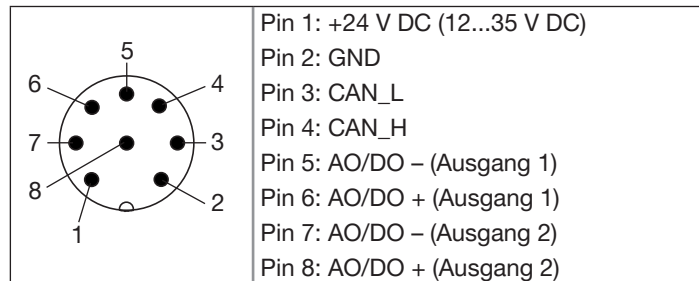 5
6
4
7
3
8
2
1
Pin 1: +24 V DC (12...35 V DC)
Pin 2: GND
Pin 3: CAN_L
Pin 4: CAN_H
Pin 5: AO/DO – (Ausgang 1)
Pin 6: AO/DO + (Ausgang 1)
Pin 7: AO/DO – (Ausgang 2)
Pin 8: AO/DO + (Ausgang 2)